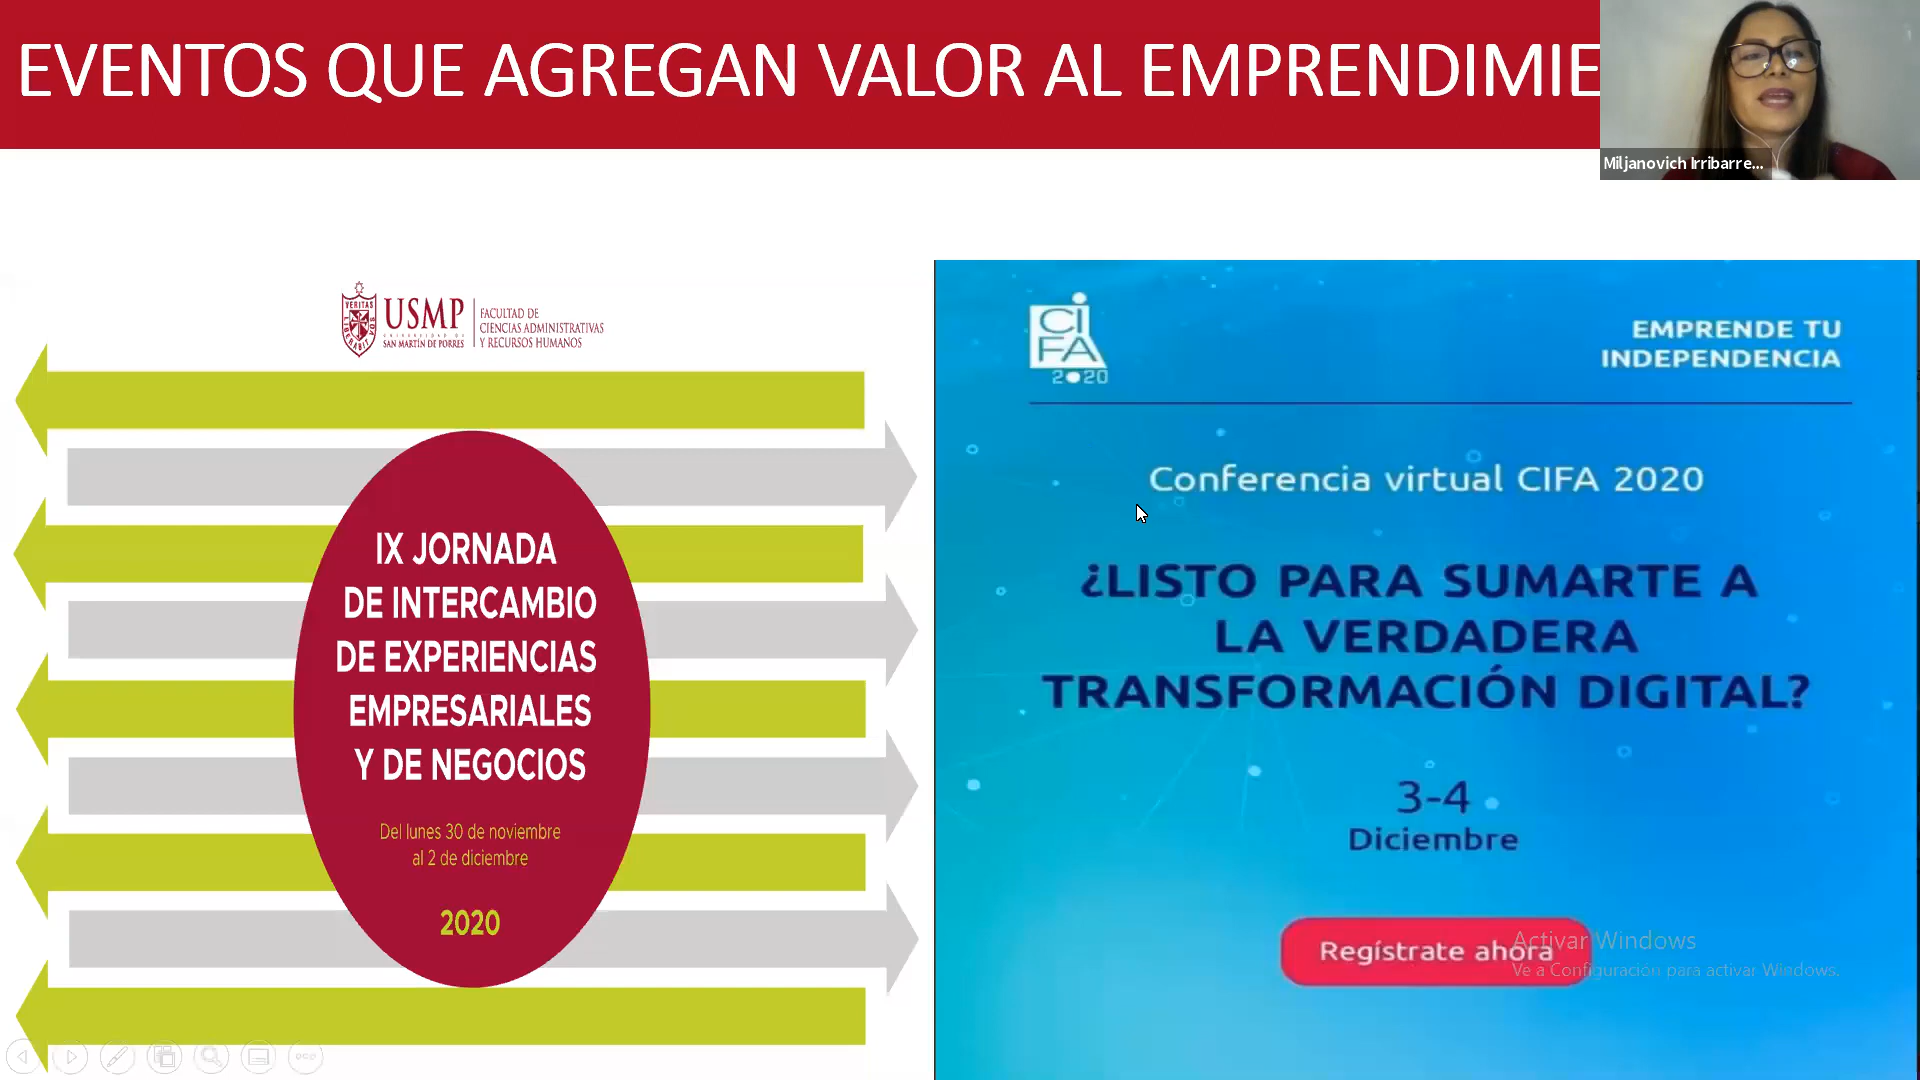 EVENTOS QUE AGREGAN VALOR AL EMPRENDIMIE
Miljanovich Irribarre...
VERITAS
LIBERABIT
VOS
USMP
UNIVERSIDAD DE
SAN MARTÍN DE PORRES
FACULTAD DE
CIENCIAS ADMINISTRATIVAS
Y RECURSOS HUMANOS
IX JORNADA
DE INTERCAMBIO
DE EXPERIENCIAS
EMPRESARIALES
Y DE NEGOCIOS
Del lunes 30 de noviembre
al 2 de diciembre
2020
CI
FA
2020
EMPRENDE TU
INDEPENDENCIA
Conferencia virtual CIFA 2020
¿LISTO PARA SUMARTE A
LA VERDADERA
TRANSFORMACIÓN DIGITAL?
3-4
Diciembre
Regístrate ahora
Activar Windows
Ve a Configuración para activar Windows.